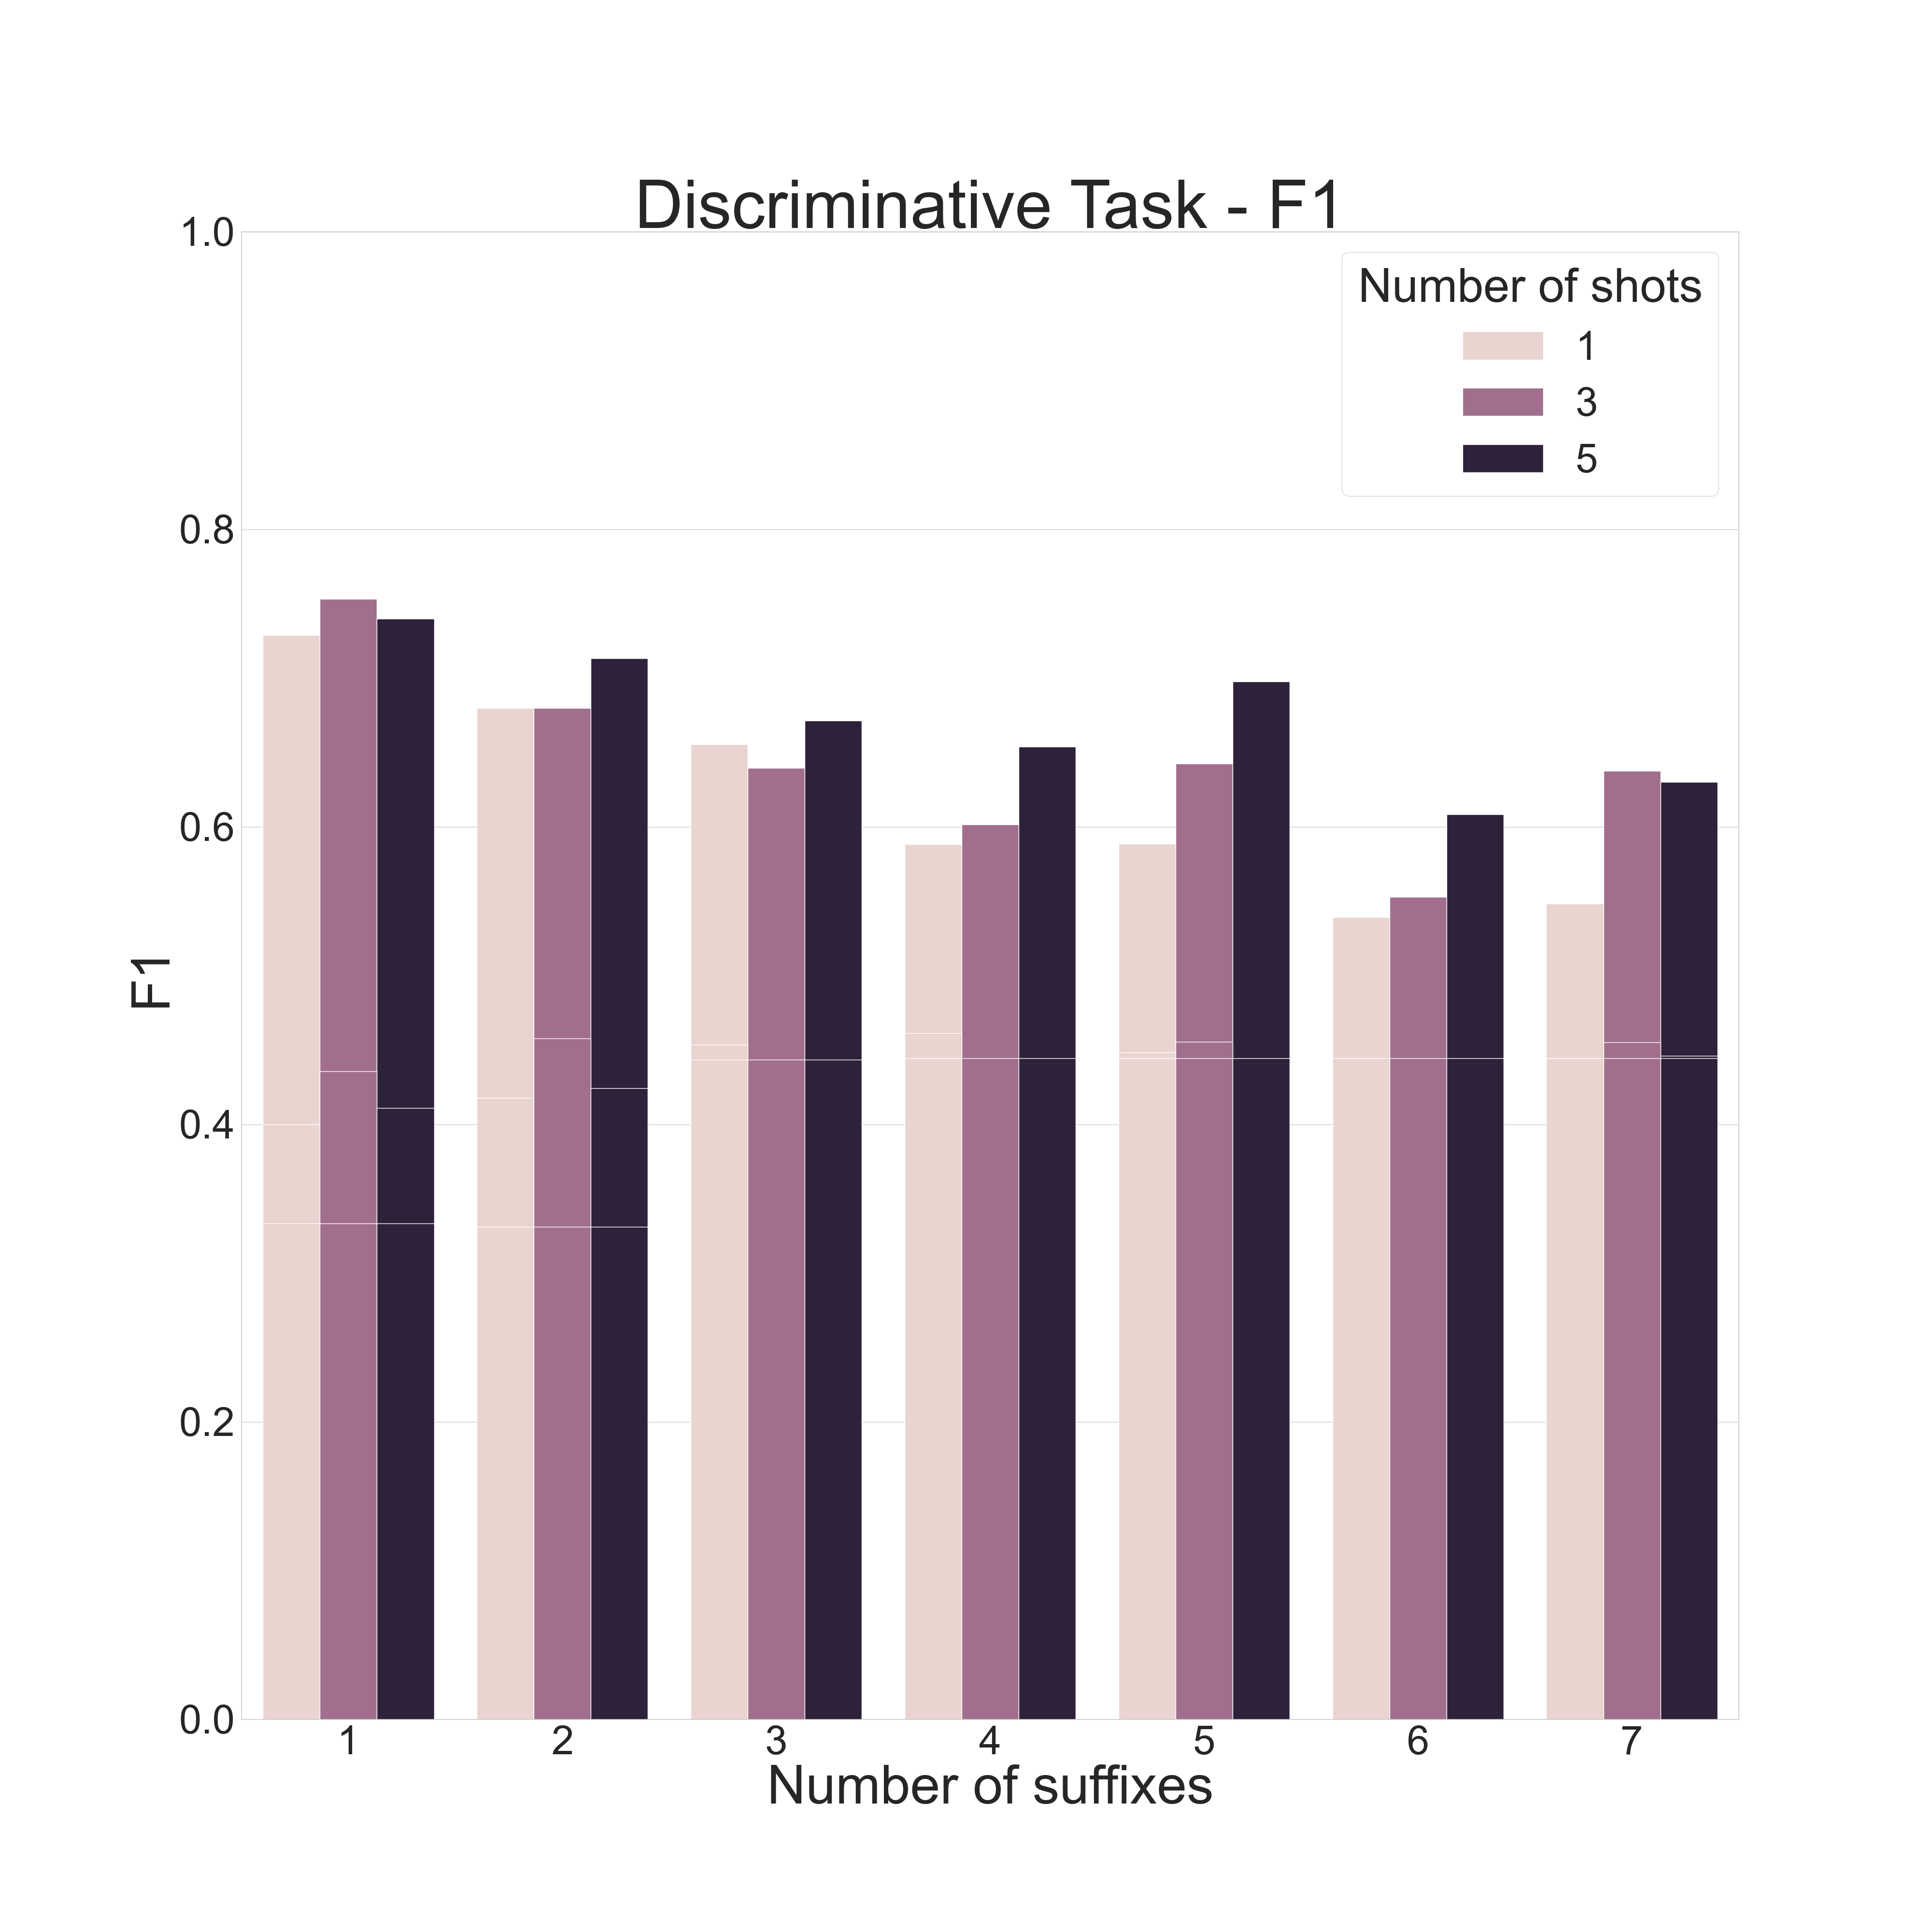 Discriminative Task - F1
Number of shots
1
3
5
1.0
0.8
0.6
0.4
0.2
0.0
F1
1 2 3 4 5 6 7
Number of suffixes